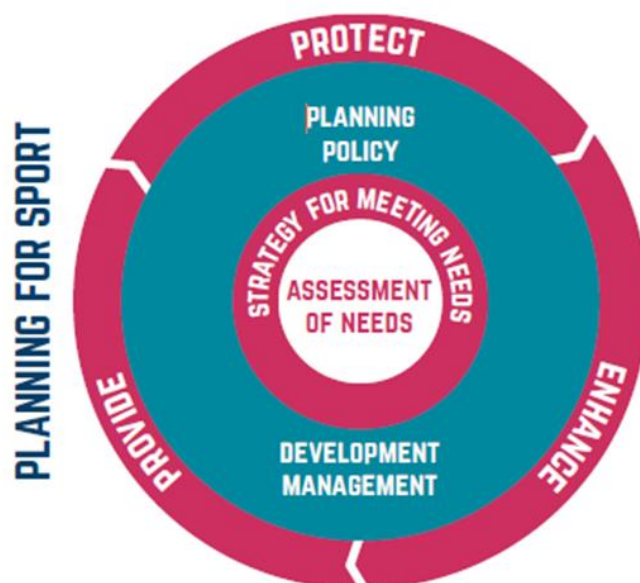 PLANNING FOR SPORT
PROTECT
PLANNING
POLICY
STRATEGY FOR MEETING NEEDS
ASSESSMENT
OF NEEDS
DEVELOPMENT
MANAGEMENT
ENHANCE
PROVIDE